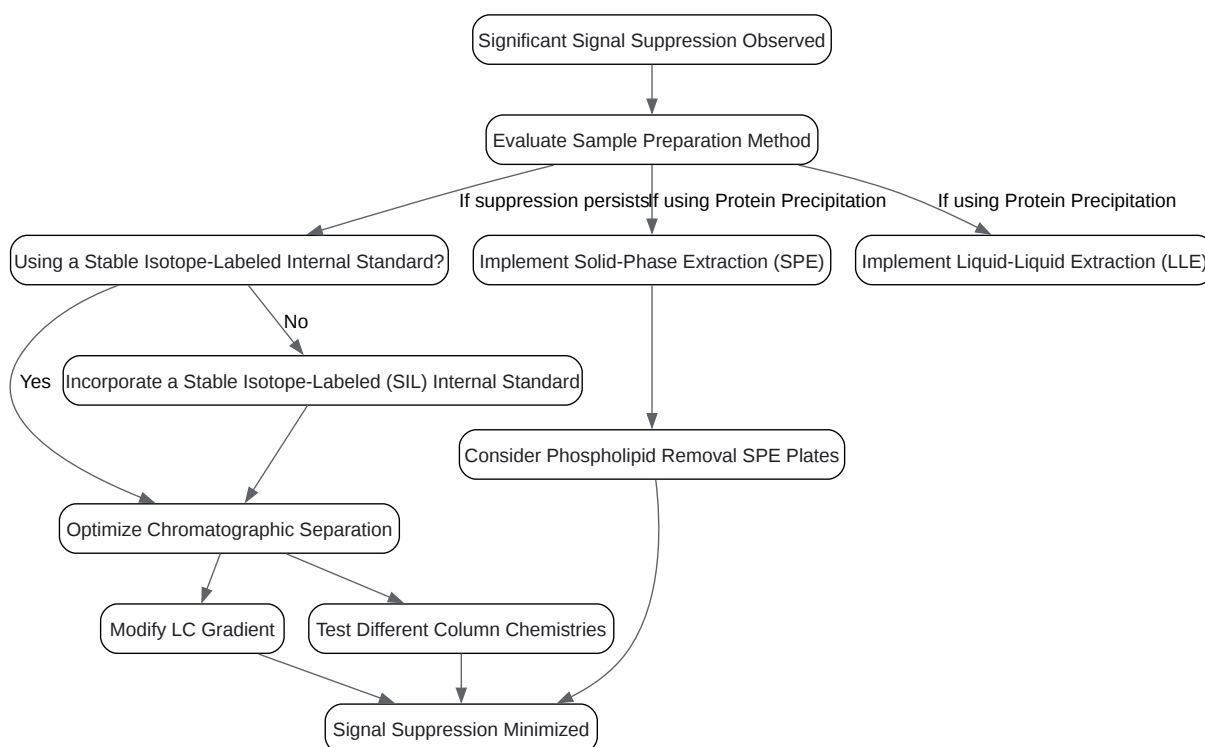 Significant Signal Suppression Observed
Evaluate Sample Preparation Method
If suppression persists
If using Protein Precipitation
If using Protein Precipitation
Using a Stable Isotope-Labeled Internal Standard?
Implement Solid-Phase Extraction (SPE)
Implement Liquid-Liquid Extraction (LLE)
No
Yes
Incorporate a Stable Isotope-Labeled (SIL) Internal Standard
Consider Phospholipid Removal SPE Plates
Optimize Chromatographic Separation
Modify LC Gradient
Test Different Column Chemistries
Signal Suppression Minimized